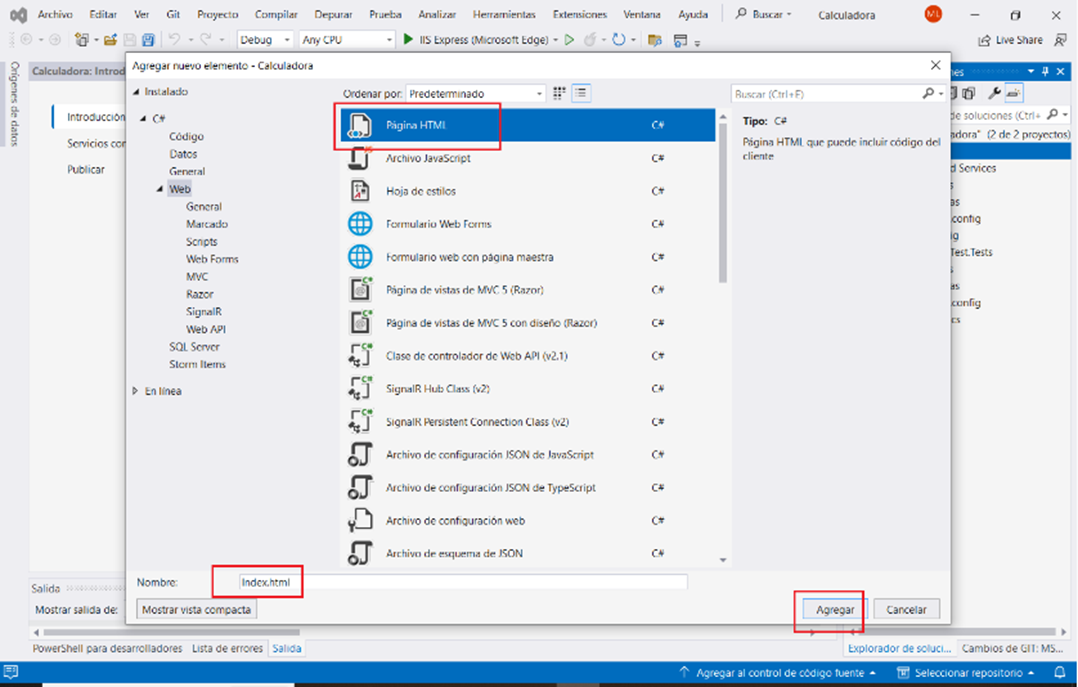 Archivo Editar Ver Git Proyecto Compilar Depurar Prueba Analizar Herramientas Extensiones Ventana Ayuda Buscar Calculadora ML
Debug Any CPU IIS Express (Microsoft Edge) Live Share
Orígenes de datos
Calculadora: Introd
Introducción
Servicios con
Publicar
Agregar nuevo elemento - Calculadora
Instalado
C#
Código
Datos
General
Web
General
Marcado
Scripts
Web Forms
MVC
Razor
SignalR
Web API
SQL Server
Storm Items
En línea
Ordenar por: Predeterminado
Página HTML C#
Archivo JavaScript C#
Hoja de estilos C#
Formulario Web Forms C#
Formulario web con página maestra C#
Página de vistas de MVC 5 (Razor) C#
Página de vistas de MVC 5 con diseño (Razor) C#
Clase de controlador de Web API (v2.1) C#
SignalR Hub Class (v2) C#
SignalR Persistent Connection Class (v2) C#
Archivo de configuración JSON de JavaScript C#
Archivo de configuración JSON de TypeScript C#
Archivo de configuración web C#
Archivo de esquema de JSON C#
Buscar (Ctrl+E)
Tipo: C#
Página HTML que puede incluir código del
cliente
nes
de soluciones (Ctrl+
adora" (2 de 2 proyectos)
d Services
as
.config
ig
Test.Tests
as
.config
cs
Nombre: Index.html
Mostrar vista compacta Agregar Cancelar
Salida
Mostrar salida de:
PowerShell para desarrolladores Lista de errores Salida Explorador de soluci... Cambios de GIT: MS...
Agregar al control de código fuente Seleccionar repositorio